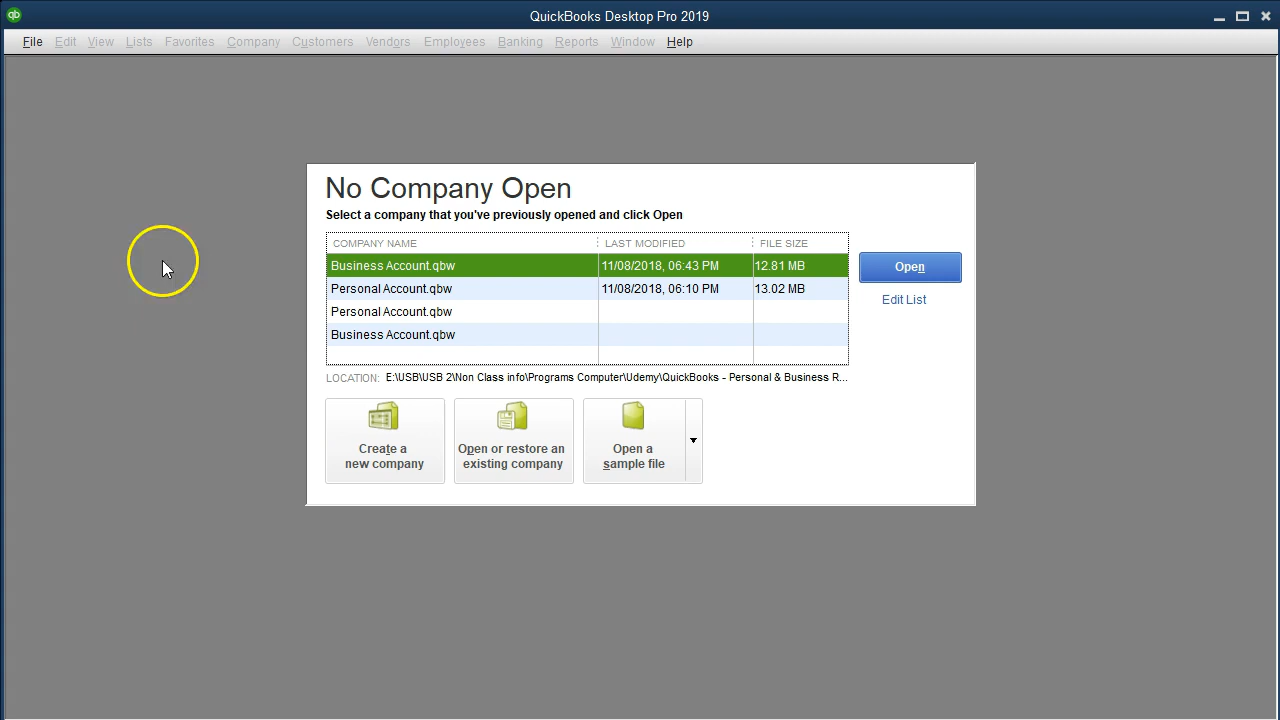 qb QuickBooks Desktop Pro 2019
File Edit View Lists Favorites Company Customers Vendors Employees Banking Reports Window Help
No Company Open
Select a company that you've previously opened and click Open
COMPANY NAME LAST MODIFIED FILE SIZE
Business Account.qbw 11/08/2018, 06:43 PM 12.81 MB
Open
Personal Account.qbw 11/08/2018, 06:10 PM 13.02 MB
Edit List
Personal Account.qbw
Business Account.qbw
LOCATION: E:\USB\USB 2\Non Class info\Programs Computer\Udemy\QuickBooks - Personal & Business R...
Create a
new company
Open or restore an
existing company
Open a
sample file